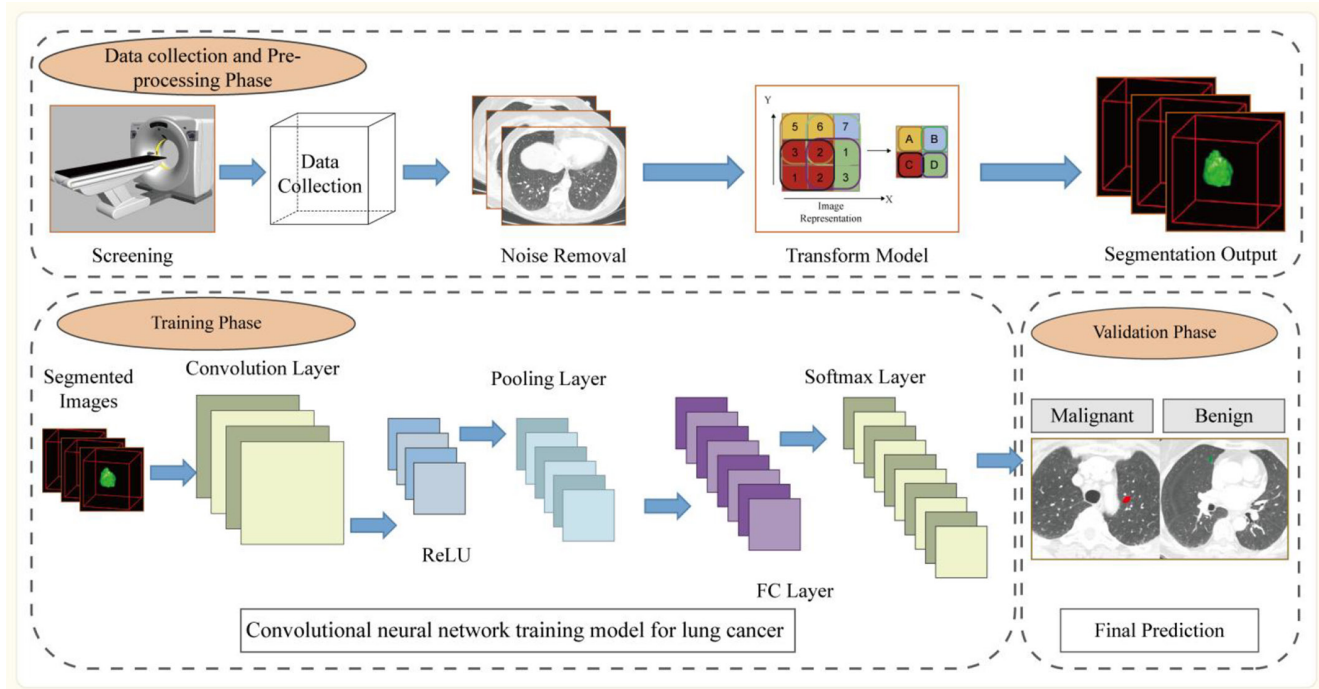 Data collection and Pre-
processing Phase
Data
Collection
Screening
Noise Removal
Y
5 6 7
3 2 1
1 2 3
A B
C D
X
Image
Representation
Transform Model
Segmentation Output
Training Phase
Segmented
Images
Convolution Layer
ReLU
Pooling Layer
FC Layer
Softmax Layer
Convolutional neural network training model for lung cancer
Validation Phase
Malignant
Benign
Final Prediction